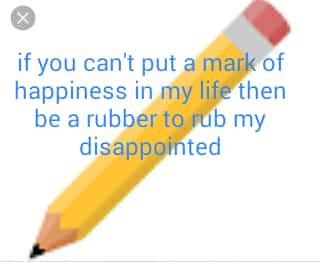 if you can't put a mark of
happiness in my life then
be a rubber to rub my
disappointed